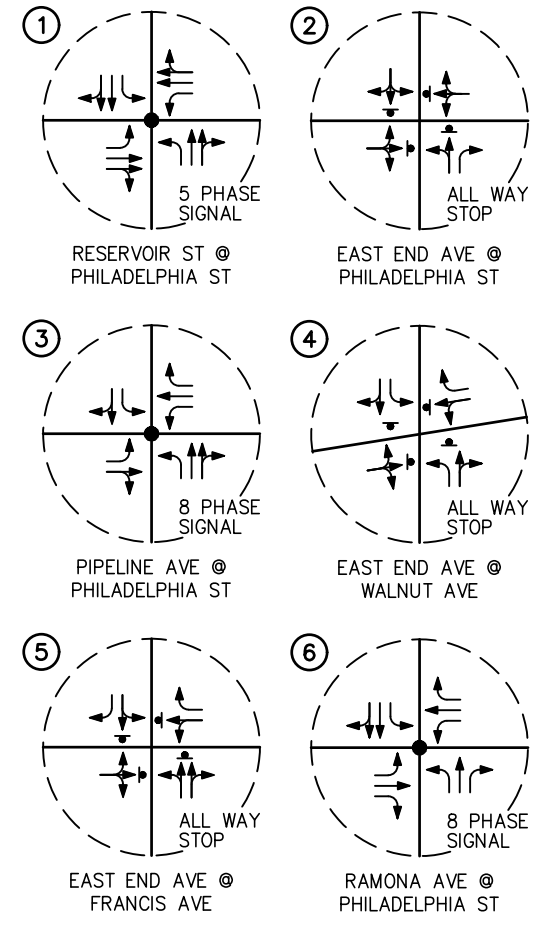 1
5 PHASE
SIGNAL
RESERVOIR ST @
PHILADELPHIA ST
2
ALL WAY
STOP
EAST END AVE @
PHILADELPHIA ST
3
8 PHASE
SIGNAL
PIPELINE AVE @
PHILADELPHIA ST
4
ALL WAY
STOP
EAST END AVE @
WALNUT AVE
5
ALL WAY
STOP
EAST END AVE @
FRANCIS AVE
6
8 PHASE
SIGNAL
RAMONA AVE @
PHILADELPHIA ST